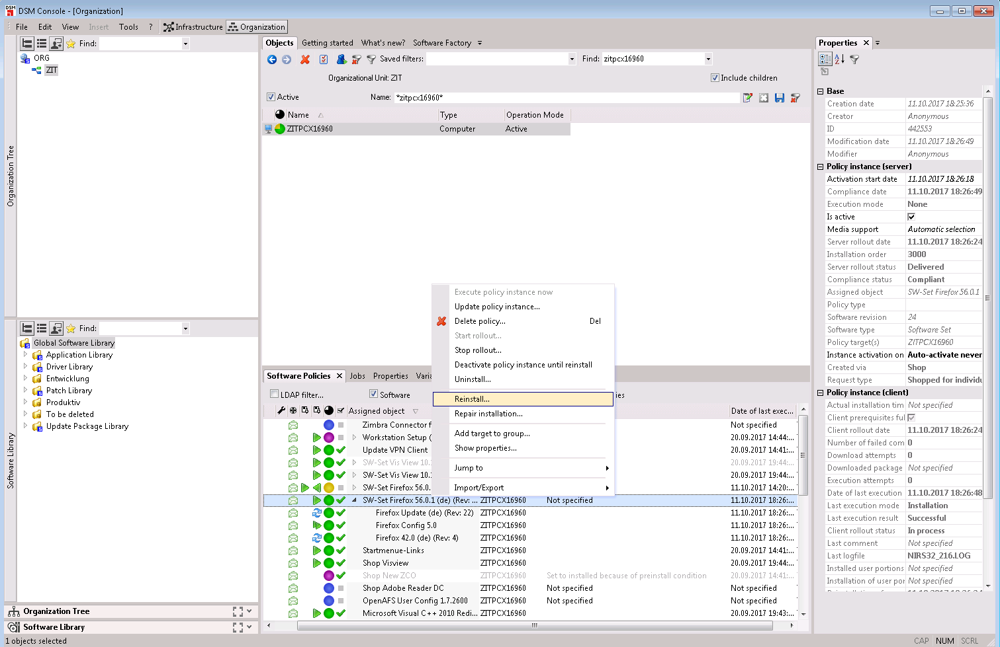 DSM Console - [Organization]
File Edit View Insert Tools ? Infrastructure Organization
Organization Tree
Find:
ORG
ZIT
Software Library
Find:
Global Software Library
Application Library
Driver Library
Entwicklung
Patch Library
Produktiv
To be deleted
Update Package Library
Organization Tree
Software Library
1 objects selected
Objects Getting started What's new? Software Factory
Saved filters: Find: zitpcx16960
Organizational Unit: ZIT Include children
Active Name: *zitpcx16960*
Name Type Operation Mode
ZITPCX16960 Computer Active
Execute policy instance now
Update policy instance...
Delete policy... Del
Start rollout...
Stop rollout...
Deactivate policy instance until reinstall
Uninstall...
Reinstall...
Repair installation...
Add target to group...
Show properties...
Jump to
Import/Export
Software Policies Jobs Properties Varia
LDAP filter... Software ies
Assigned object Date of last exec...
Zimbra Connector f Not specified
Workstation Setup ( 20.09.2017 14:44:...
Update VPN Client 20.09.2017 14:41:...
SW-Set Vis View 10. 20.09.2017 19:44:...
SW-Set Vis View 10. 20.09.2017 19:44:...
SW-Set Firefox 56.0. 11.10.2017 14:20:...
SW-Set Firefox 56.0.1 (de) (Rev: ... ZITPCX16960 Not specified 11.10.2017 18:26:...
Firefox Update (de) (Rev: 22) ZITPCX16960 11.10.2017 18:26:...
Firefox Config 5.0 ZITPCX16960 11.10.2017 18:26:...
Firefox 42.0 (de) (Rev: 4) ZITPCX16960 11.10.2017 18:26:...
Startmenue-Links ZITPCX16960 20.09.2017 14:41:...
Shop Visview ZITPCX16960 20.09.2017 19:44:...
Shop New ZCO ZITPCX16960 Set to installed because of preinstall condition 20.09.2017 14:41:...
Shop Adobe Reader DC ZITPCX16960 Not specified Not specified
OpenAFS User Config 1.7.2600 ZITPCX16960 Not specified Not specified
Microsoft Visual C++ 2010 Redi... ZITPCX16960 20.09.2017 19:43:...
Properties
Base
Creation date 11.10.2017 18:25:36
Creator Anonymous
ID 442553
Modification date 11.10.2017 18:26:49
Modifier Anonymous
Policy instance (server)
Activation start date 11.10.2017 18:26:18
Compliance date 11.10.2017 18:26:49
Execution mode None
Is active
Media support Automatic selection
Server rollout date 11.10.2017 18:26:24
Installation order 3000
Server rollout status Delivered
Compliance status Compliant
Assigned object SW-Set Firefox 56.0.1
Policy type
Software revision 24
Software type Software Set
Policy target(s) ZITPCX16960
Instance activation on Auto-activate never
Created via Shop
Request type Shopped for individu
Policy instance (client)
Actual installation tim Not specified
Client prerequisites ful
Client rollout date 11.10.2017 18:26:24
Number of failed com 0
Download attempts 0
Downloaded package Not specified
Execution attempts 0
Date of last execution 11.10.2017 18:26:48
Last execution mode Installation
Last execution result Successful
Client rollout status In process
Last comment Not specified
Last logfile NIRS32_216.LOG
Installed user portions Not specified
Installation of user por Not specified
CAP NUM SCRL